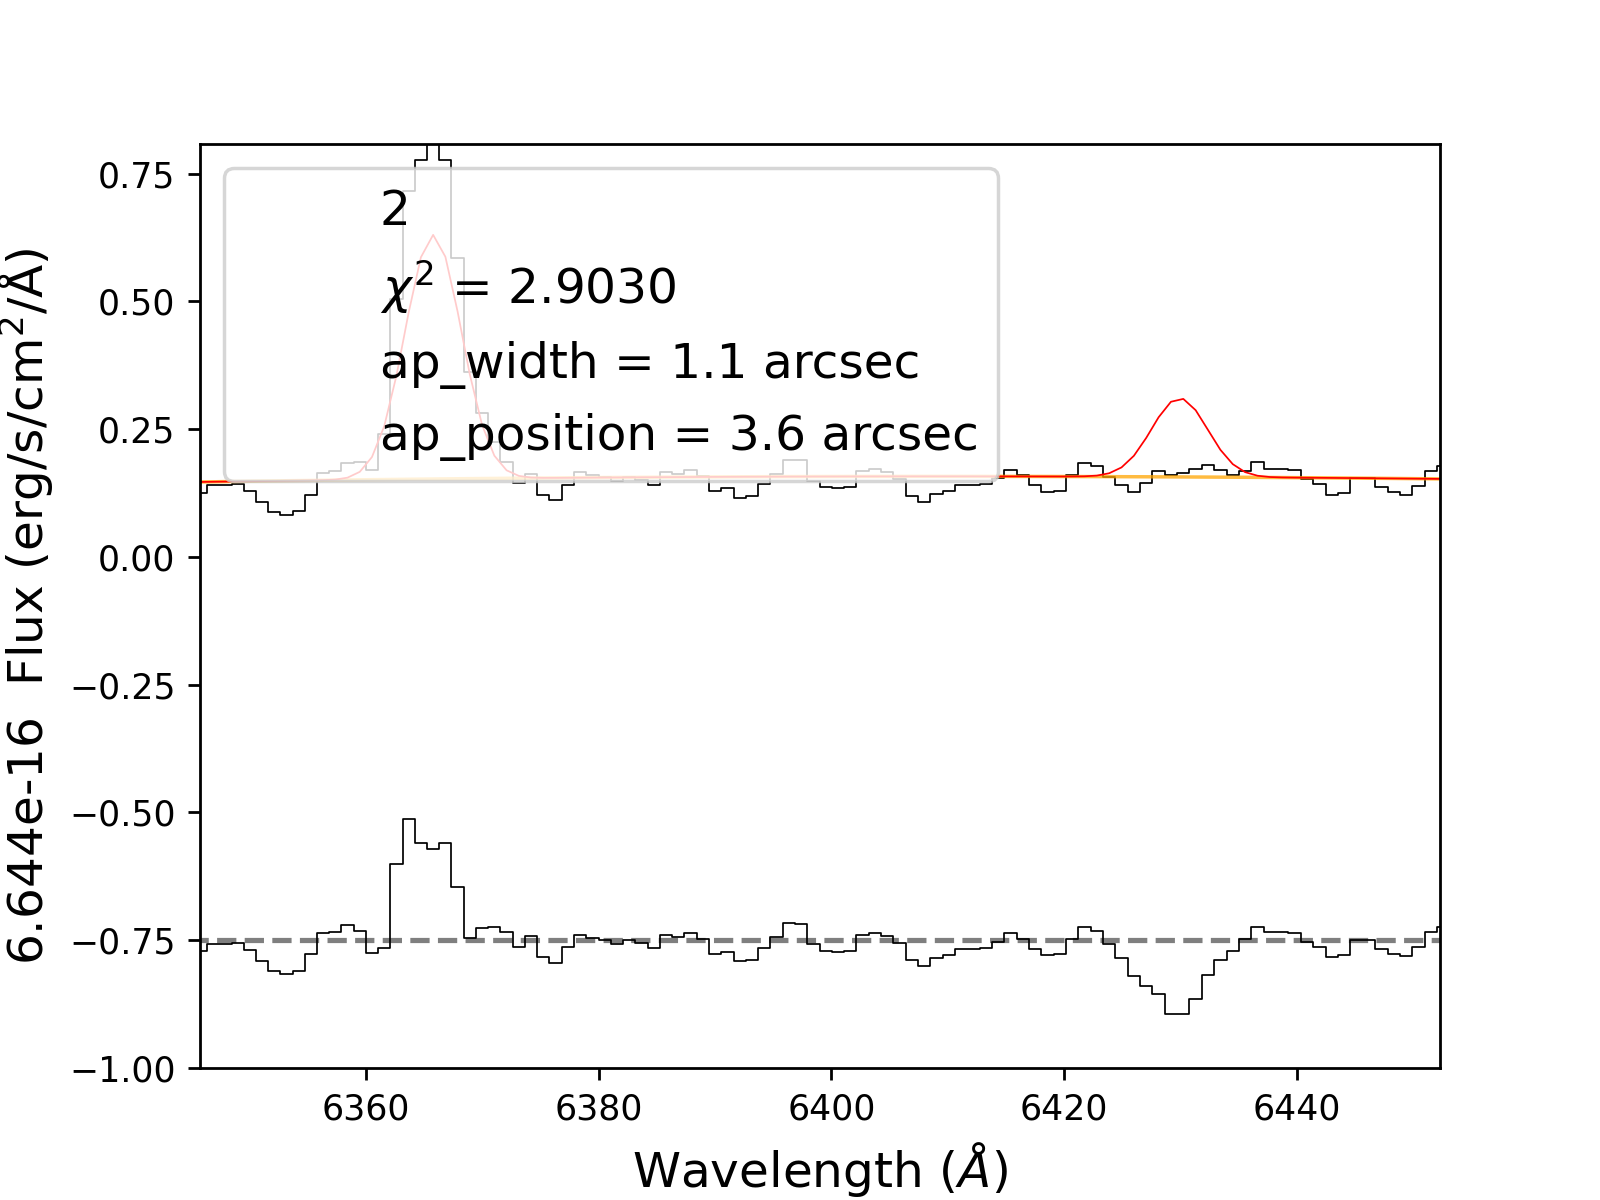 2
χ² = 2.9030
ap_width = 1.1 arcsec
ap_position = 3.6 arcsec
6.644e-16 Flux (erg/s/cm²/Å)
0.75
0.50
0.25
0.00
−0.25
−0.50
−0.75
−1.00
6360 6380 6400 6420 6440
Wavelength (Å)